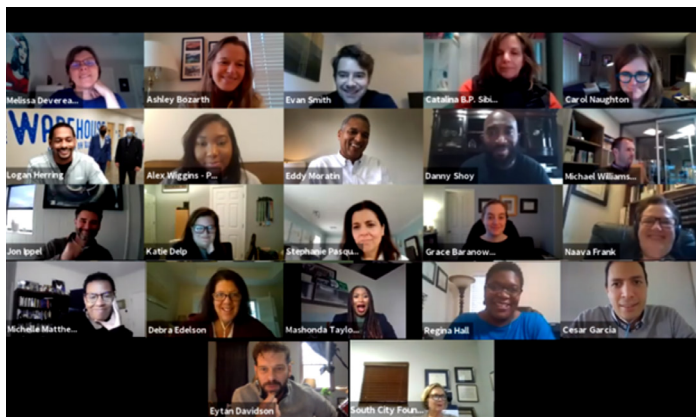 Melissa Deverea...
Ashley Bozarth
Evan Smith
Catalina B.P. Sibi...
Carol Naughton
WAREHOUSE
Logan Herring
Alex Wiggins - P...
Eddy Moratin
Danny Shoy
Michael Williams...
Jon Ippel
Katie Delp
Stephanie Pasqu...
Grace Baranow...
Naava Frank
Michelle Matthe...
Debra Edelson
Mashonda Taylo...
Regina Hall
Cesar Garcia
Eytan Davidson
South City Foun...